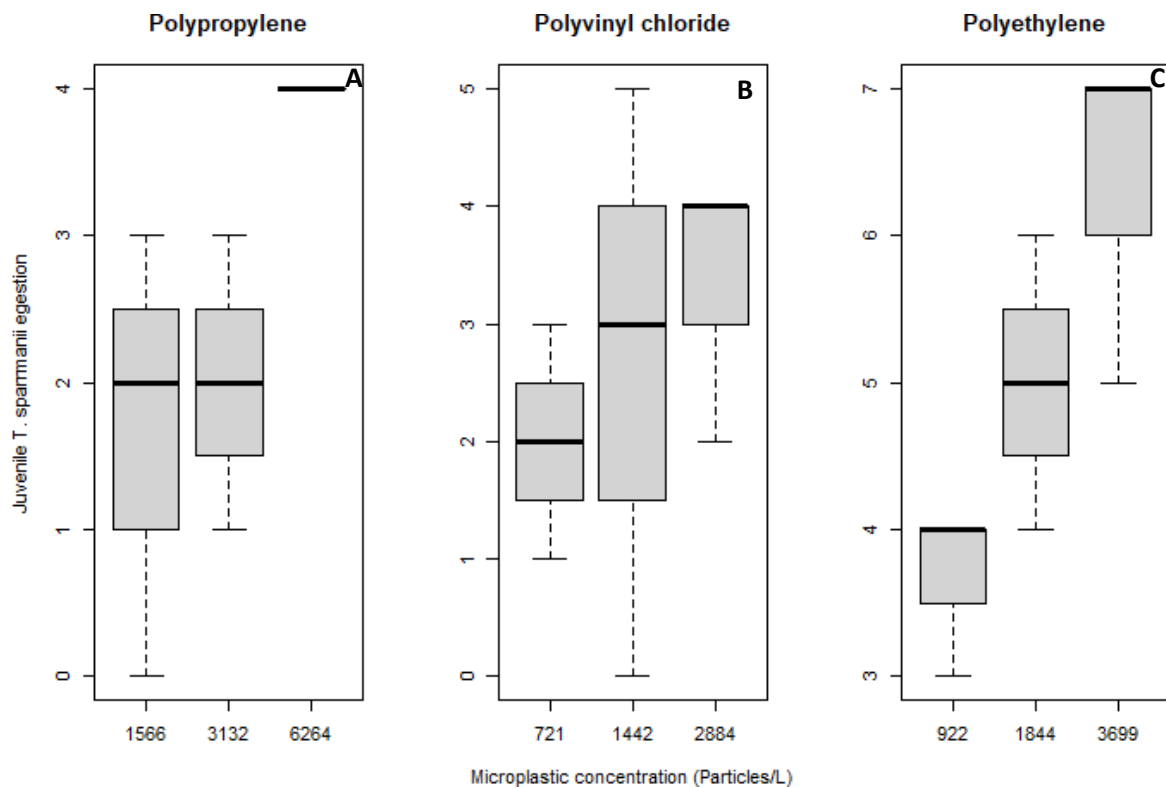 Polypropylene
Polyvinyl chloride
Polyethylene
A
B
C
4
3
2
1
0
5
4
3
2
1
0
7
6
5
4
3
Juvenile T. sparrmanii egestion
1566 3132 6264
721 1442 2884
922 1844 3699
Microplastic concentration (Particles/L)